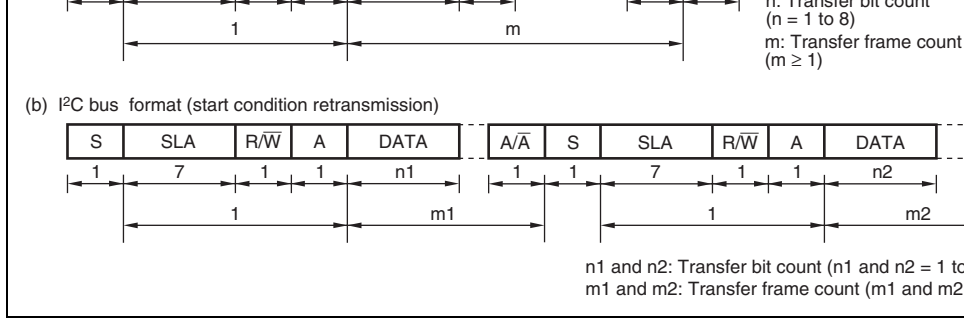 n: Transfer bit count
(n = 1 to 8)
1 m
m: Transfer frame count
(m ≥ 1)
(b) I²C bus format (start condition retransmission)
S SLA R/W̅ A DATA A/A̅ S SLA R/W̅ A DATA
1 7 1 1 n1 1 1 7 1 1 n2
1 m1 1 m2
n1 and n2: Transfer bit count (n1 and n2 = 1 to
m1 and m2: Transfer frame count (m1 and m2